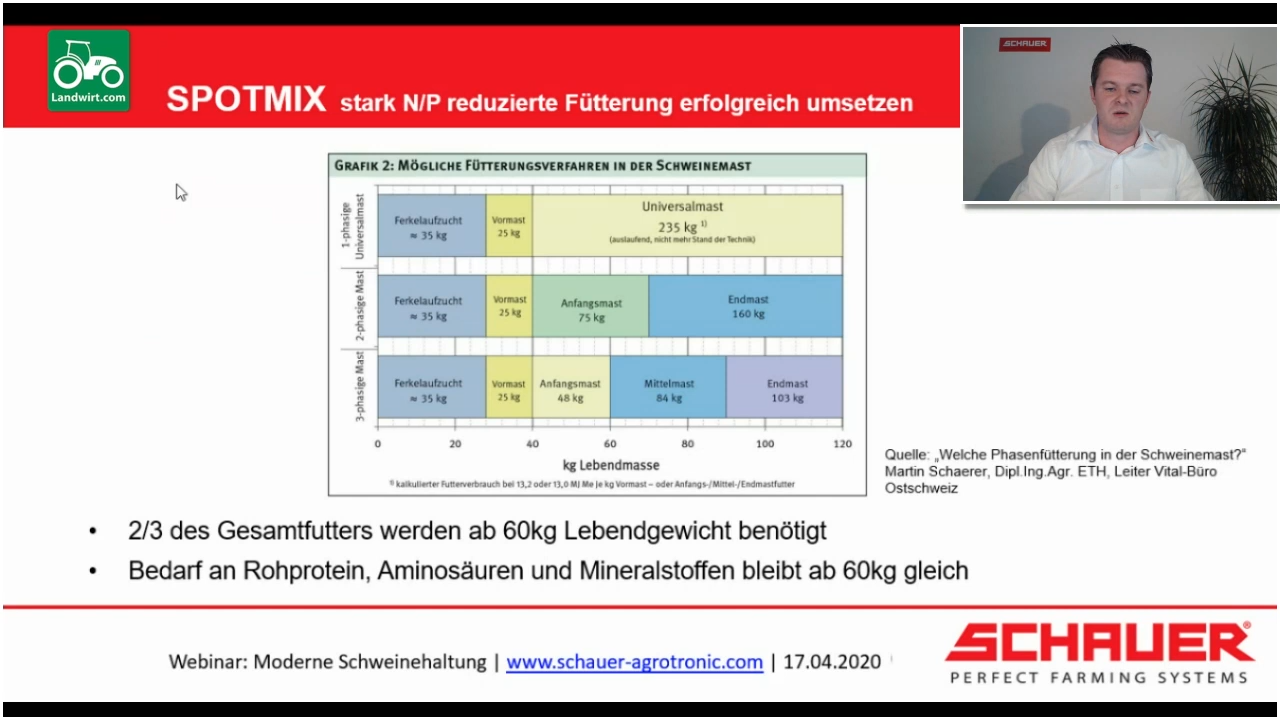 Landwirt.com
SPOTMIX stark N/P reduzierte Fütterung erfolgreich umsetzen
SCHAUER
GRAFIK 2: MÖGLICHE FÜTTERUNGSVERFAHREN IN DER SCHWEINEMAST
1-phasige
Universalmast
Ferkelaufzucht
≈ 35 kg
Vormast
25 kg
Universalmast
235 kg ¹⁾
(auslaufend, nicht mehr Stand der Technik)
2-phasige Mast
Ferkelaufzucht
≈ 35 kg
Vormast
25 kg
Anfangsmast
75 kg
Endmast
160 kg
3-phasige Mast
Ferkelaufzucht
≈ 35 kg
Vormast
25 kg
Anfangsmast
48 kg
Mittelmast
84 kg
Endmast
103 kg
0 20 40 60 80 100 120
kg Lebendmasse
¹⁾ kalkulierter Futterverbrauch bei 13,2 oder 13,0 MJ Me je kg Vormast – oder Anfangs-/Mittel-/Endmastfutter
Quelle: „Welche Phasenfütterung in der Schweinemast?“
Martin Schaerer, Dipl.Ing.Agr. ETH, Leiter Vital-Büro
Ostschweiz
• 2/3 des Gesamtfutters werden ab 60kg Lebendgewicht benötigt
• Bedarf an Rohprotein, Aminosäuren und Mineralstoffen bleibt ab 60kg gleich
Webinar: Moderne Schweinehaltung | www.schauer-agrotronic.com | 17.04.2020
SCHAUER®
PERFECT FARMING SYSTEMS